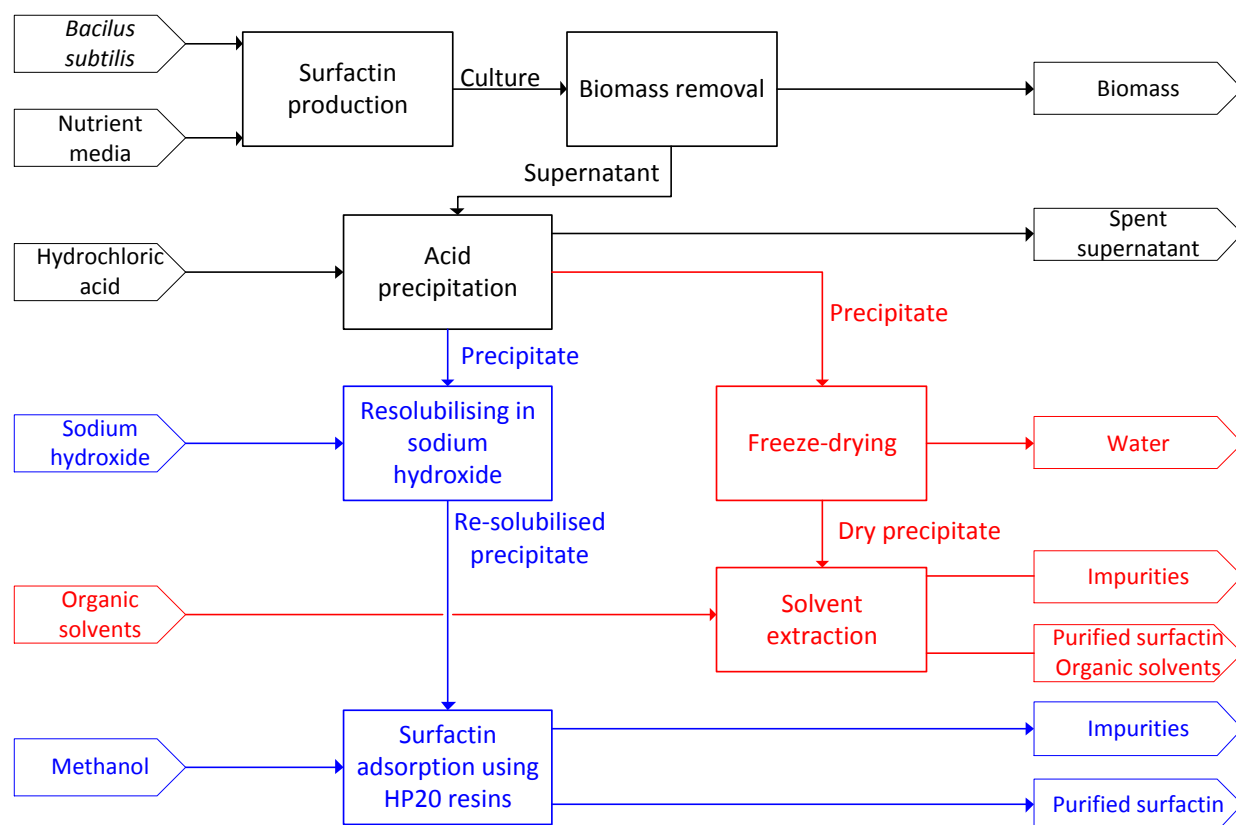 Bacilus
subtilis
Surfactin
production
Culture
Biomass removal
Biomass
Nutrient
media
Supernatant
Hydrochloric
acid
Acid
precipitation
Spent
supernatant
Precipitate
Precipitate
Sodium
hydroxide
Resolubilising in
sodium
hydroxide
Freeze-drying
Water
Re-solubilised
precipitate
Dry precipitate
Organic
solvents
Solvent
extraction
Impurities
Purified surfactin
Organic solvents
Methanol
Surfactin
adsorption using
HP20 resins
Impurities
Purified surfactin